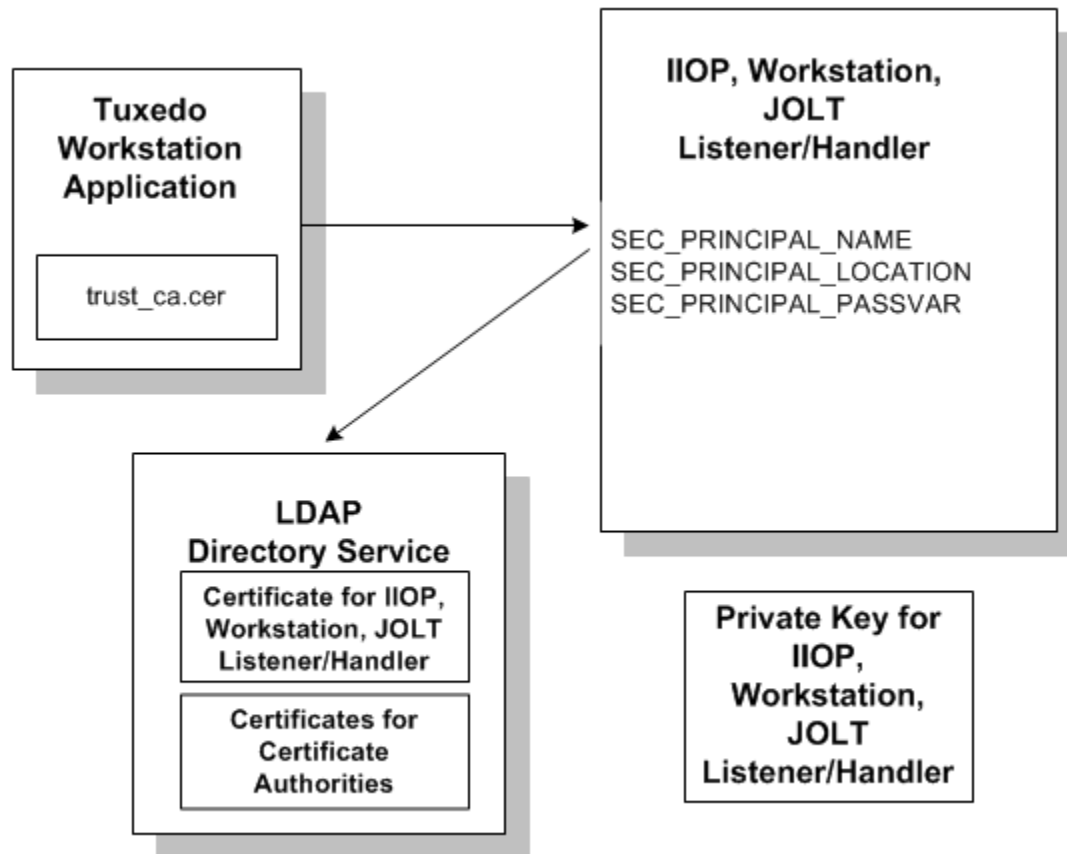 Tuxedo
Workstation
Application
trust_ca.cer
IIOP, Workstation,
JOLT
Listener/Handler
SEC_PRINCIPAL_NAME
SEC_PRINCIPAL_LOCATION
SEC_PRINCIPAL_PASSVAR
LDAP
Directory Service
Certificate for IIOP,
Workstation, JOLT
Listener/Handler
Certificates for
Certificate
Authorities
Private Key for
IIOP,
Workstation,
JOLT
Listener/Handler